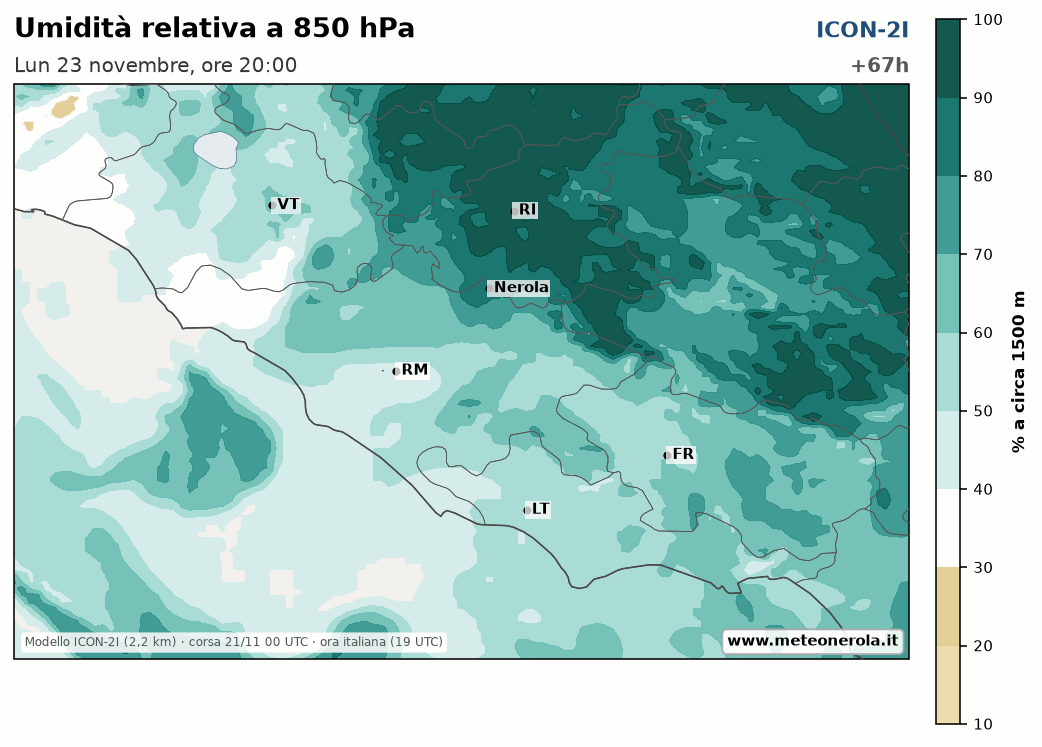 Umidità relativa a 850 hPa
ICON-2I
Lun 23 novembre, ore 20:00
+67h
100
90
80
70
60
50
40
30
20
10
% a circa 1500 m
VT
RI
Nerola
RM
FR
LT
Modello ICON-2I (2,2 km) · corsa 21/11 00 UTC · ora italiana (19 UTC)
www.meteonerola.it